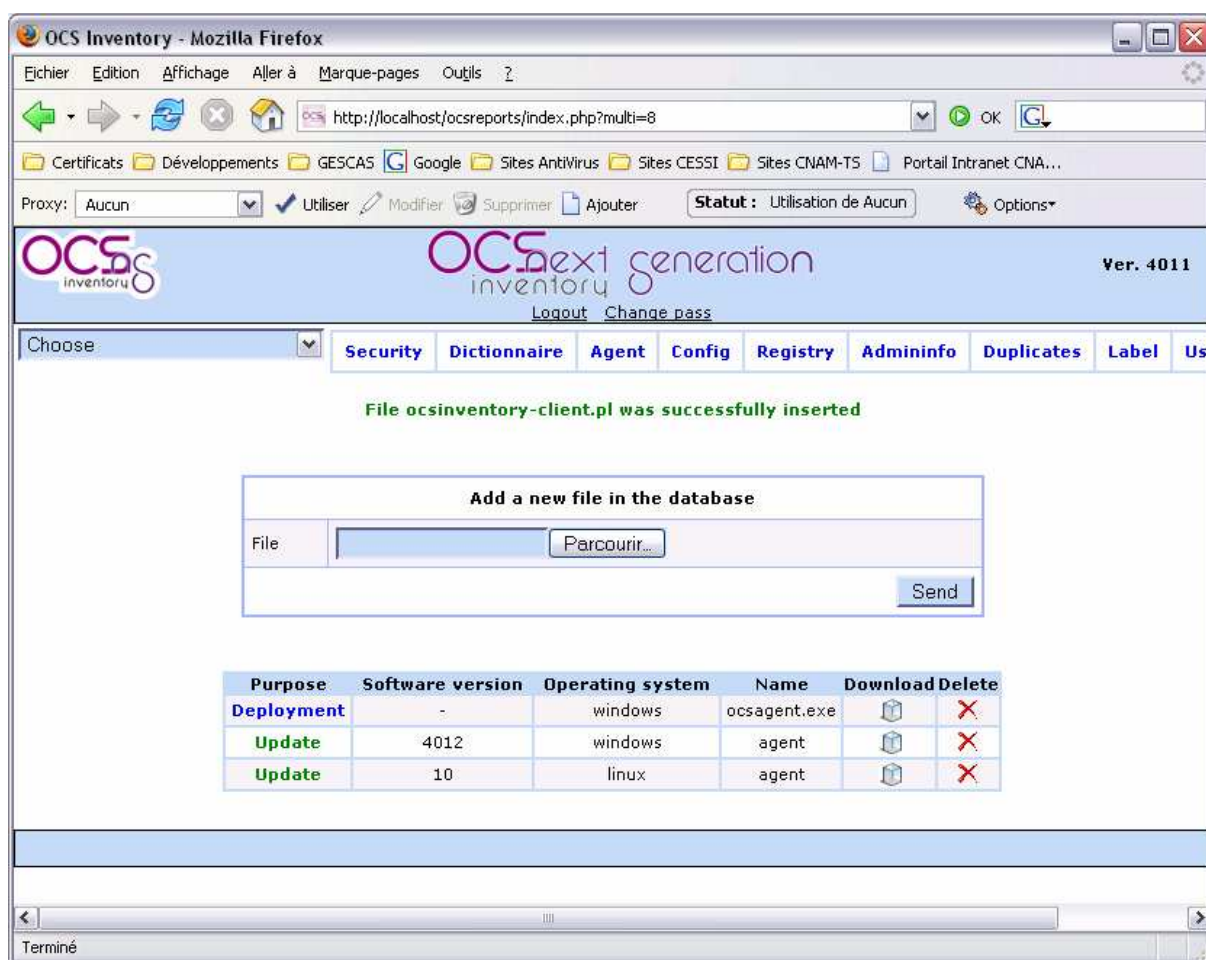 OCS Inventory - Mozilla Firefox
Fichier Edition Affichage Aller à Marque-pages Outils ?
http://localhost/ocsreports/index.php?multi=8 OK G
Certificats Développements GESCAS G Google Sites AntiVirus Sites CESSI Sites CNAM-TS Portail Intranet CNA...
Proxy: Aucun Utiliser Modifier Supprimer Ajouter Statut : Utilisation de Aucun Options
OCS ng inventory
OCS inventory next generation
Ver. 4011
Logout Change pass
Choose Security Dictionnaire Agent Config Registry Admininfo Duplicates Label Us
File ocsinventory-client.pl was successfully inserted
Add a new file in the database
File Parcourir...
Send
Purpose Software version Operating system Name Download Delete
Deployment - windows ocsagent.exe
Update 4012 windows agent
Update 10 linux agent
Terminé